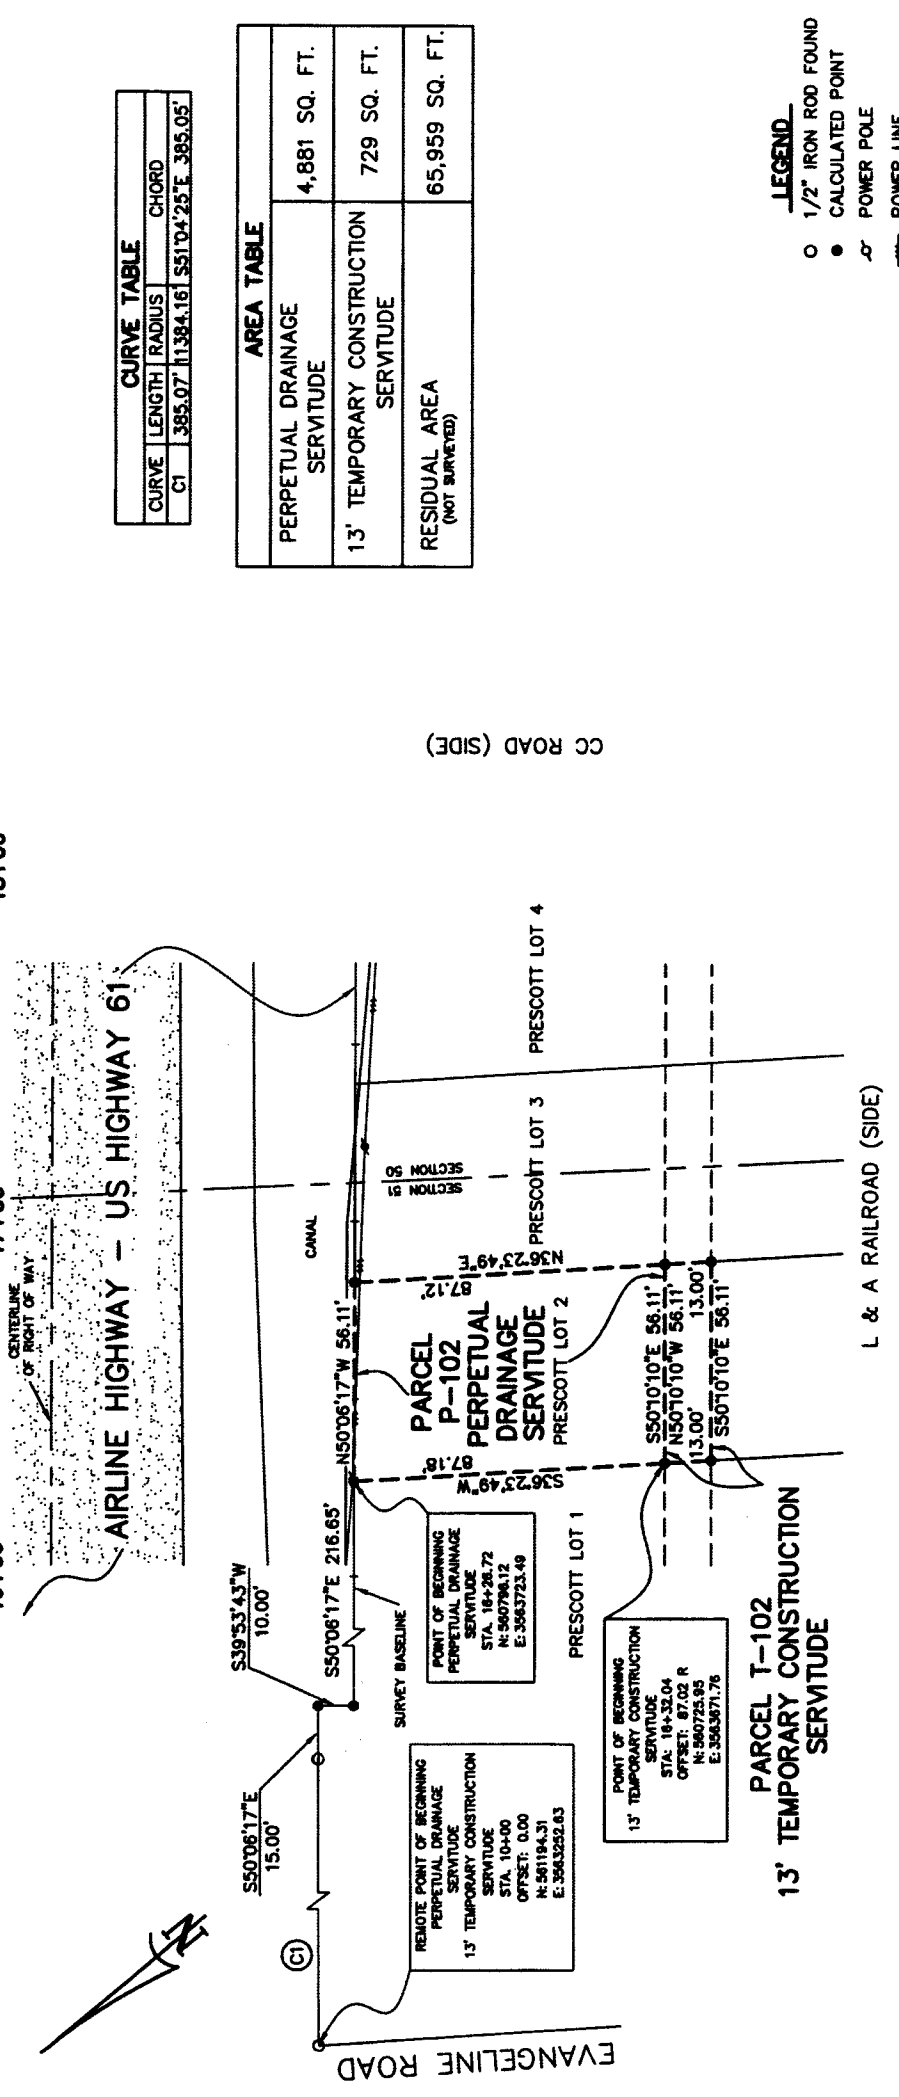 CURVE TABLE
CURVE LENGTH RADIUS CHORD
C1 385.07' 11384.16' S51°04'25"E 385.05'
AREA TABLE
PERPETUAL DRAINAGE
SERVITUDE
4,881 SQ. FT.
13' TEMPORARY CONSTRUCTION
SERVITUDE
729 SQ. FT.
RESIDUAL AREA
(NOT SURVEYED)
65,959 SQ. FT.
LEGEND
1/2" IRON ROD FOUND
CALCULATED POINT
POWER POLE
POWER LINE
CC ROAD (SIDE)
CENTERLINE
OF RIGHT OF WAY
AIRLINE HIGHWAY – US HIGHWAY 61
CANAL
SECTION 50
SECTION 51
S39°53'43"W
10.00'
S50°06'17"E
15.00'
S50°06'17"E 216.65'
N50°06'17"W 56.11'
SURVEY BASELINE
N
C1
EVANGELINE ROAD
REMOTE POINT OF BEGINNING
PERPETUAL DRAINAGE
SERVITUDE
13' TEMPORARY CONSTRUCTION
SERVITUDE
STA. 10+00
OFFSET: 0.00
N: 561194.31
E: 3563252.63
POINT OF BEGINNING
PERPETUAL DRAINAGE
SERVITUDE
STA. 16+26.72
N: 560796.12
E: 3563723.49
PARCEL
P-102
PERPETUAL
DRAINAGE
SERVITUDE
87.18'
S36°23'49"W
87.12'
N36°23'49"E
PRESCOTT LOT 1
PRESCOTT LOT 2
PRESCOTT LOT 3
PRESCOTT LOT 4
POINT OF BEGINNING
13' TEMPORARY CONSTRUCTION
SERVITUDE
STA: 16+32.04
OFFSET: 87.02 R
N: 560725.95
E: 3563671.76
S50°10'10"E 56.11'
N50°10'10"W 56.11'
13.00'
13.00'
S50°10'10"E 56.11'
PARCEL T-102
13' TEMPORARY CONSTRUCTION
SERVITUDE
L & A RAILROAD (SIDE)